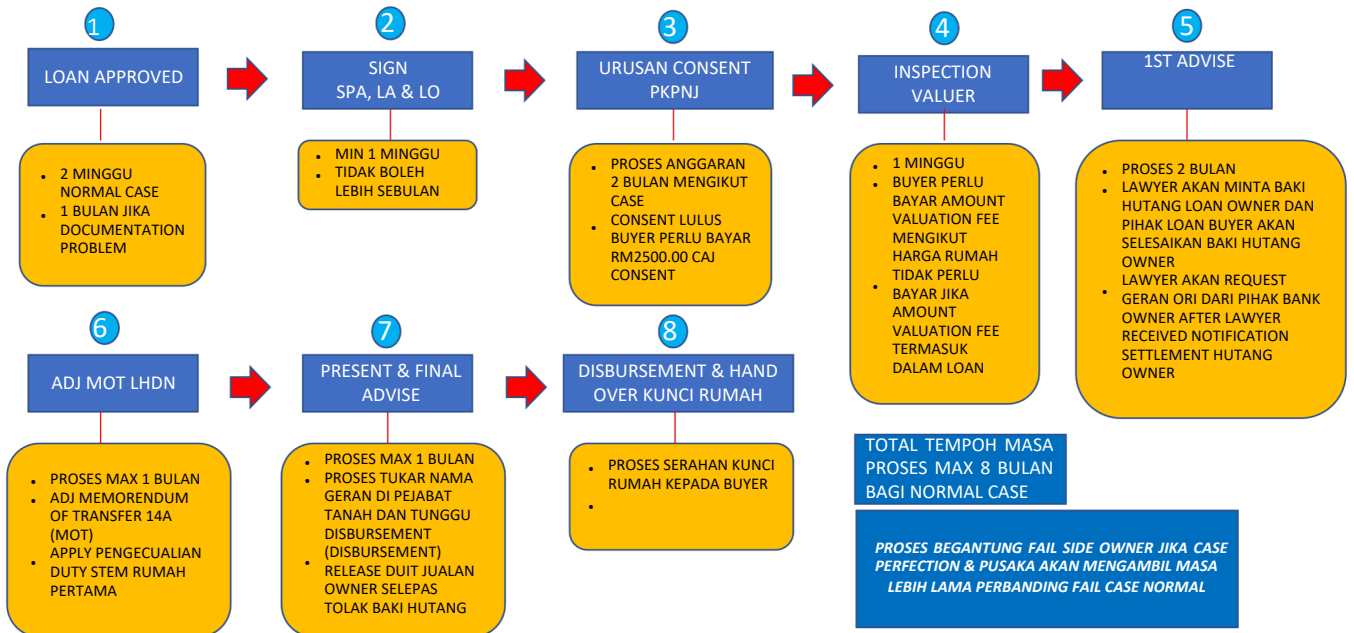 1
LOAN APPROVED
• 2 MINGGU
NORMAL CASE
• 1 BULAN JIKA
DOCUMENTATION
PROBLEM
2
SIGN
SPA, LA & LO
• MIN 1 MINGGU
• TIDAK BOLEH
LEBIH SEBULAN
3
URUSAN CONSENT
PKPNJ
• PROSES ANGGARAN
2 BULAN MENGIKUT
CASE
• CONSENT LULUS
BUYER PERLU BAYAR
RM2500.00 CAJ
CONSENT
4
INSPECTION
VALUER
• 1 MINGGU
• BUYER PERLU
BAYAR AMOUNT
VALUATION FEE
MENGIKUT
HARGA RUMAH
TIDAK PERLU
• BAYAR JIKA
AMOUNT
VALUATION FEE
TERMASUK
DALAM LOAN
5
1ST ADVISE
• PROSES 2 BULAN
• LAWYER AKAN MINTA BAKI
HUTANG LOAN OWNER DAN
PIHAK LOAN BUYER AKAN
SELESAIKAN BAKI HUTANG
OWNER
LAWYER AKAN REQUEST
• GERAN ORI DARI PIHAK BANK
OWNER AFTER LAWYER
RECEIVED NOTIFICATION
SETTLEMENT HUTANG
OWNER
6
ADJ MOT LHDN
• PROSES MAX 1 BULAN
• ADJ MEMORENDUM
OF TRANSFER 14A
(MOT)
APPLY PENGECUALIAN
• DUTY STEM RUMAH
PERTAMA
7
PRESENT & FINAL
ADVISE
• PROSES MAX 1 BULAN
• PROSES TUKAR NAMA
GERAN DI PEJABAT
TANAH DAN TUNGGU
DISBURSEMENT
(DISBURSEMENT)
• RELEASE DUIT JUALAN
OWNER SELEPAS
TOLAK BAKI HUTANG
8
DISBURSEMENT & HAND
OVER KUNCI RUMAH
• PROSES SERAHAN KUNCI
RUMAH KEPADA BUYER
•
TOTAL TEMPOH MASA
PROSES MAX 8 BULAN
BAGI NORMAL CASE
PROSES BEGANTUNG FAIL SIDE OWNER JIKA CASE
PERFECTION & PUSAKA AKAN MENGAMBIL MASA
LEBIH LAMA PERBANDING FAIL CASE NORMAL